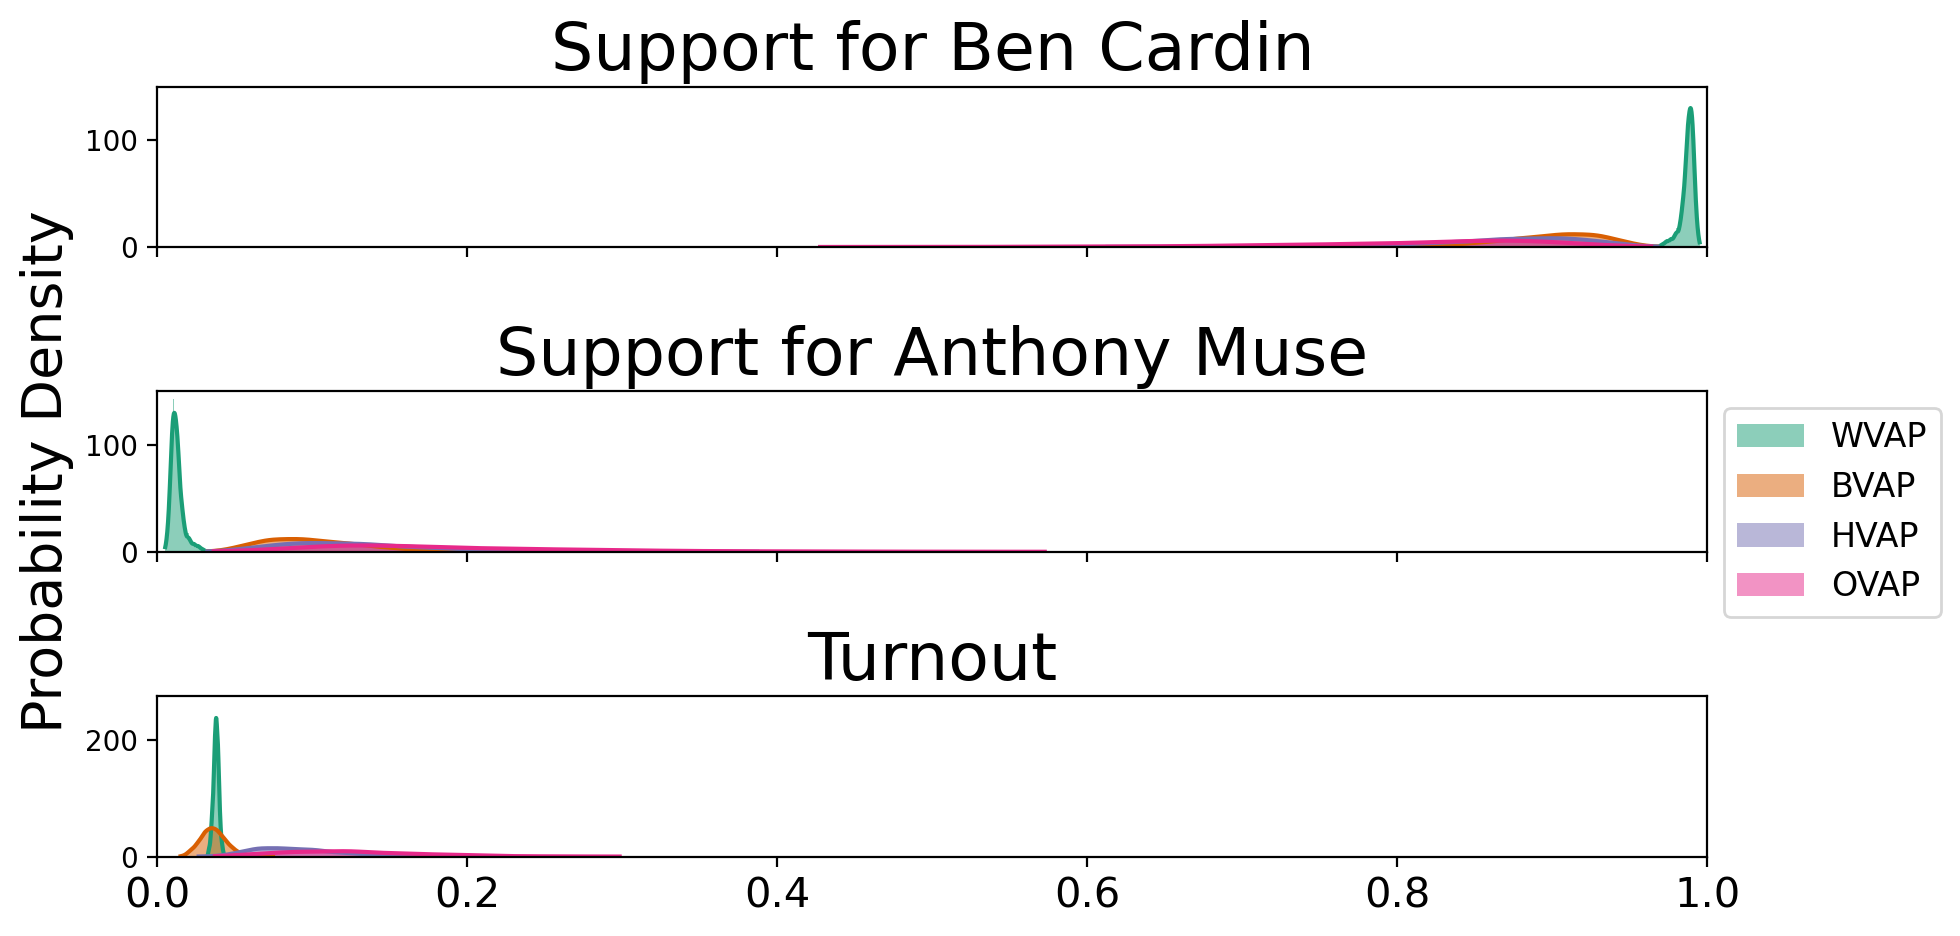 Support for Ben Cardin
100
0
Support for Anthony Muse
100
0
Turnout
200
0
0.0 0.2 0.4 0.6 0.8 1.0
Probability Density
WVAP
BVAP
HVAP
OVAP